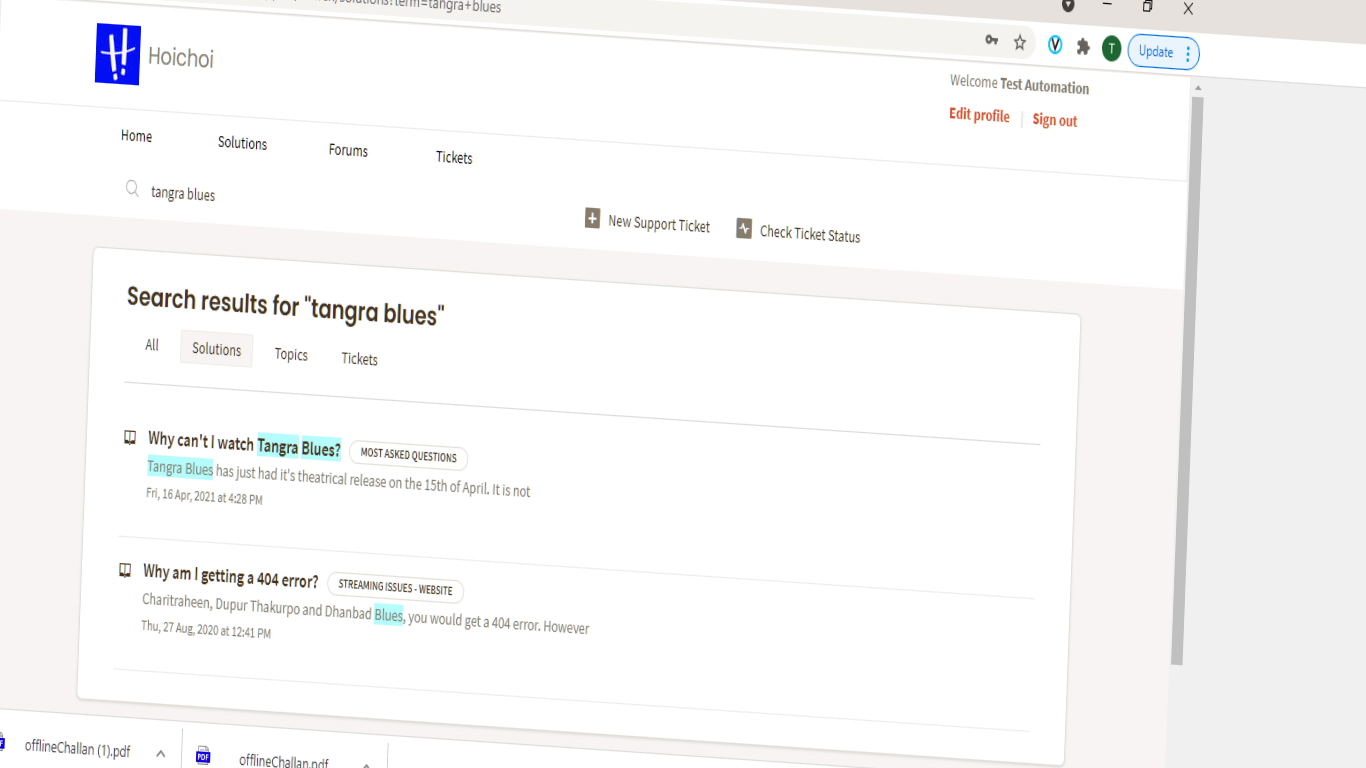 solutions?term=tangra+blues
T
Update
Hoichoi
Welcome Test Automation
Edit profile | Sign out
Home Solutions Forums Tickets
tangra blues
New Support Ticket Check Ticket Status
Search results for "tangra blues"
All Solutions Topics Tickets
Why can't I watch Tangra Blues? MOST ASKED QUESTIONS
Tangra Blues has just had it's theatrical release on the 15th of April. It is not
Fri, 16 Apr, 2021 at 4:28 PM
Why am I getting a 404 error? STREAMING ISSUES - WEBSITE
Charitraheen, Dupur Thakurpo and Dhanbad Blues, you would get a 404 error. However
Thu, 27 Aug, 2020 at 12:41 PM
offlineChallan (1).pdf
PDF offlineChallan.pdf